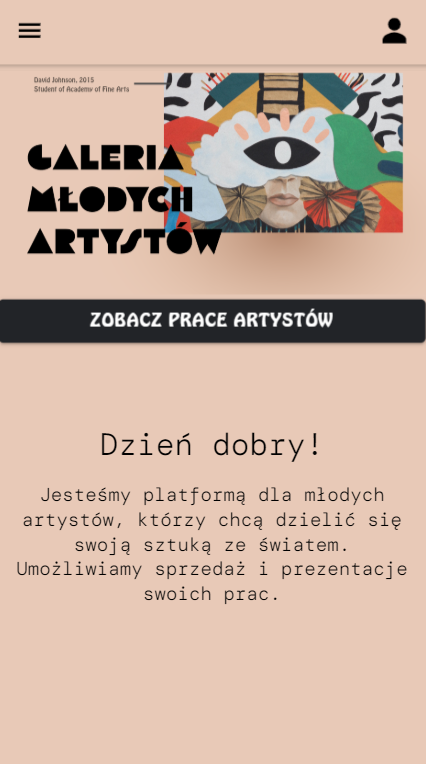 David Johnson, 2015
Student of Academy of Fine Arts
GALERIA
MŁODYCH
ARTYSTÓW
ZOBACZ PRACE ARTYSTÓW
Dzień dobry!
Jesteśmy platformą dla młodych
artystów, którzy chcą dzielić się
swoją sztuką ze światem.
Umożliwiamy sprzedaż i prezentacje
swoich prac.